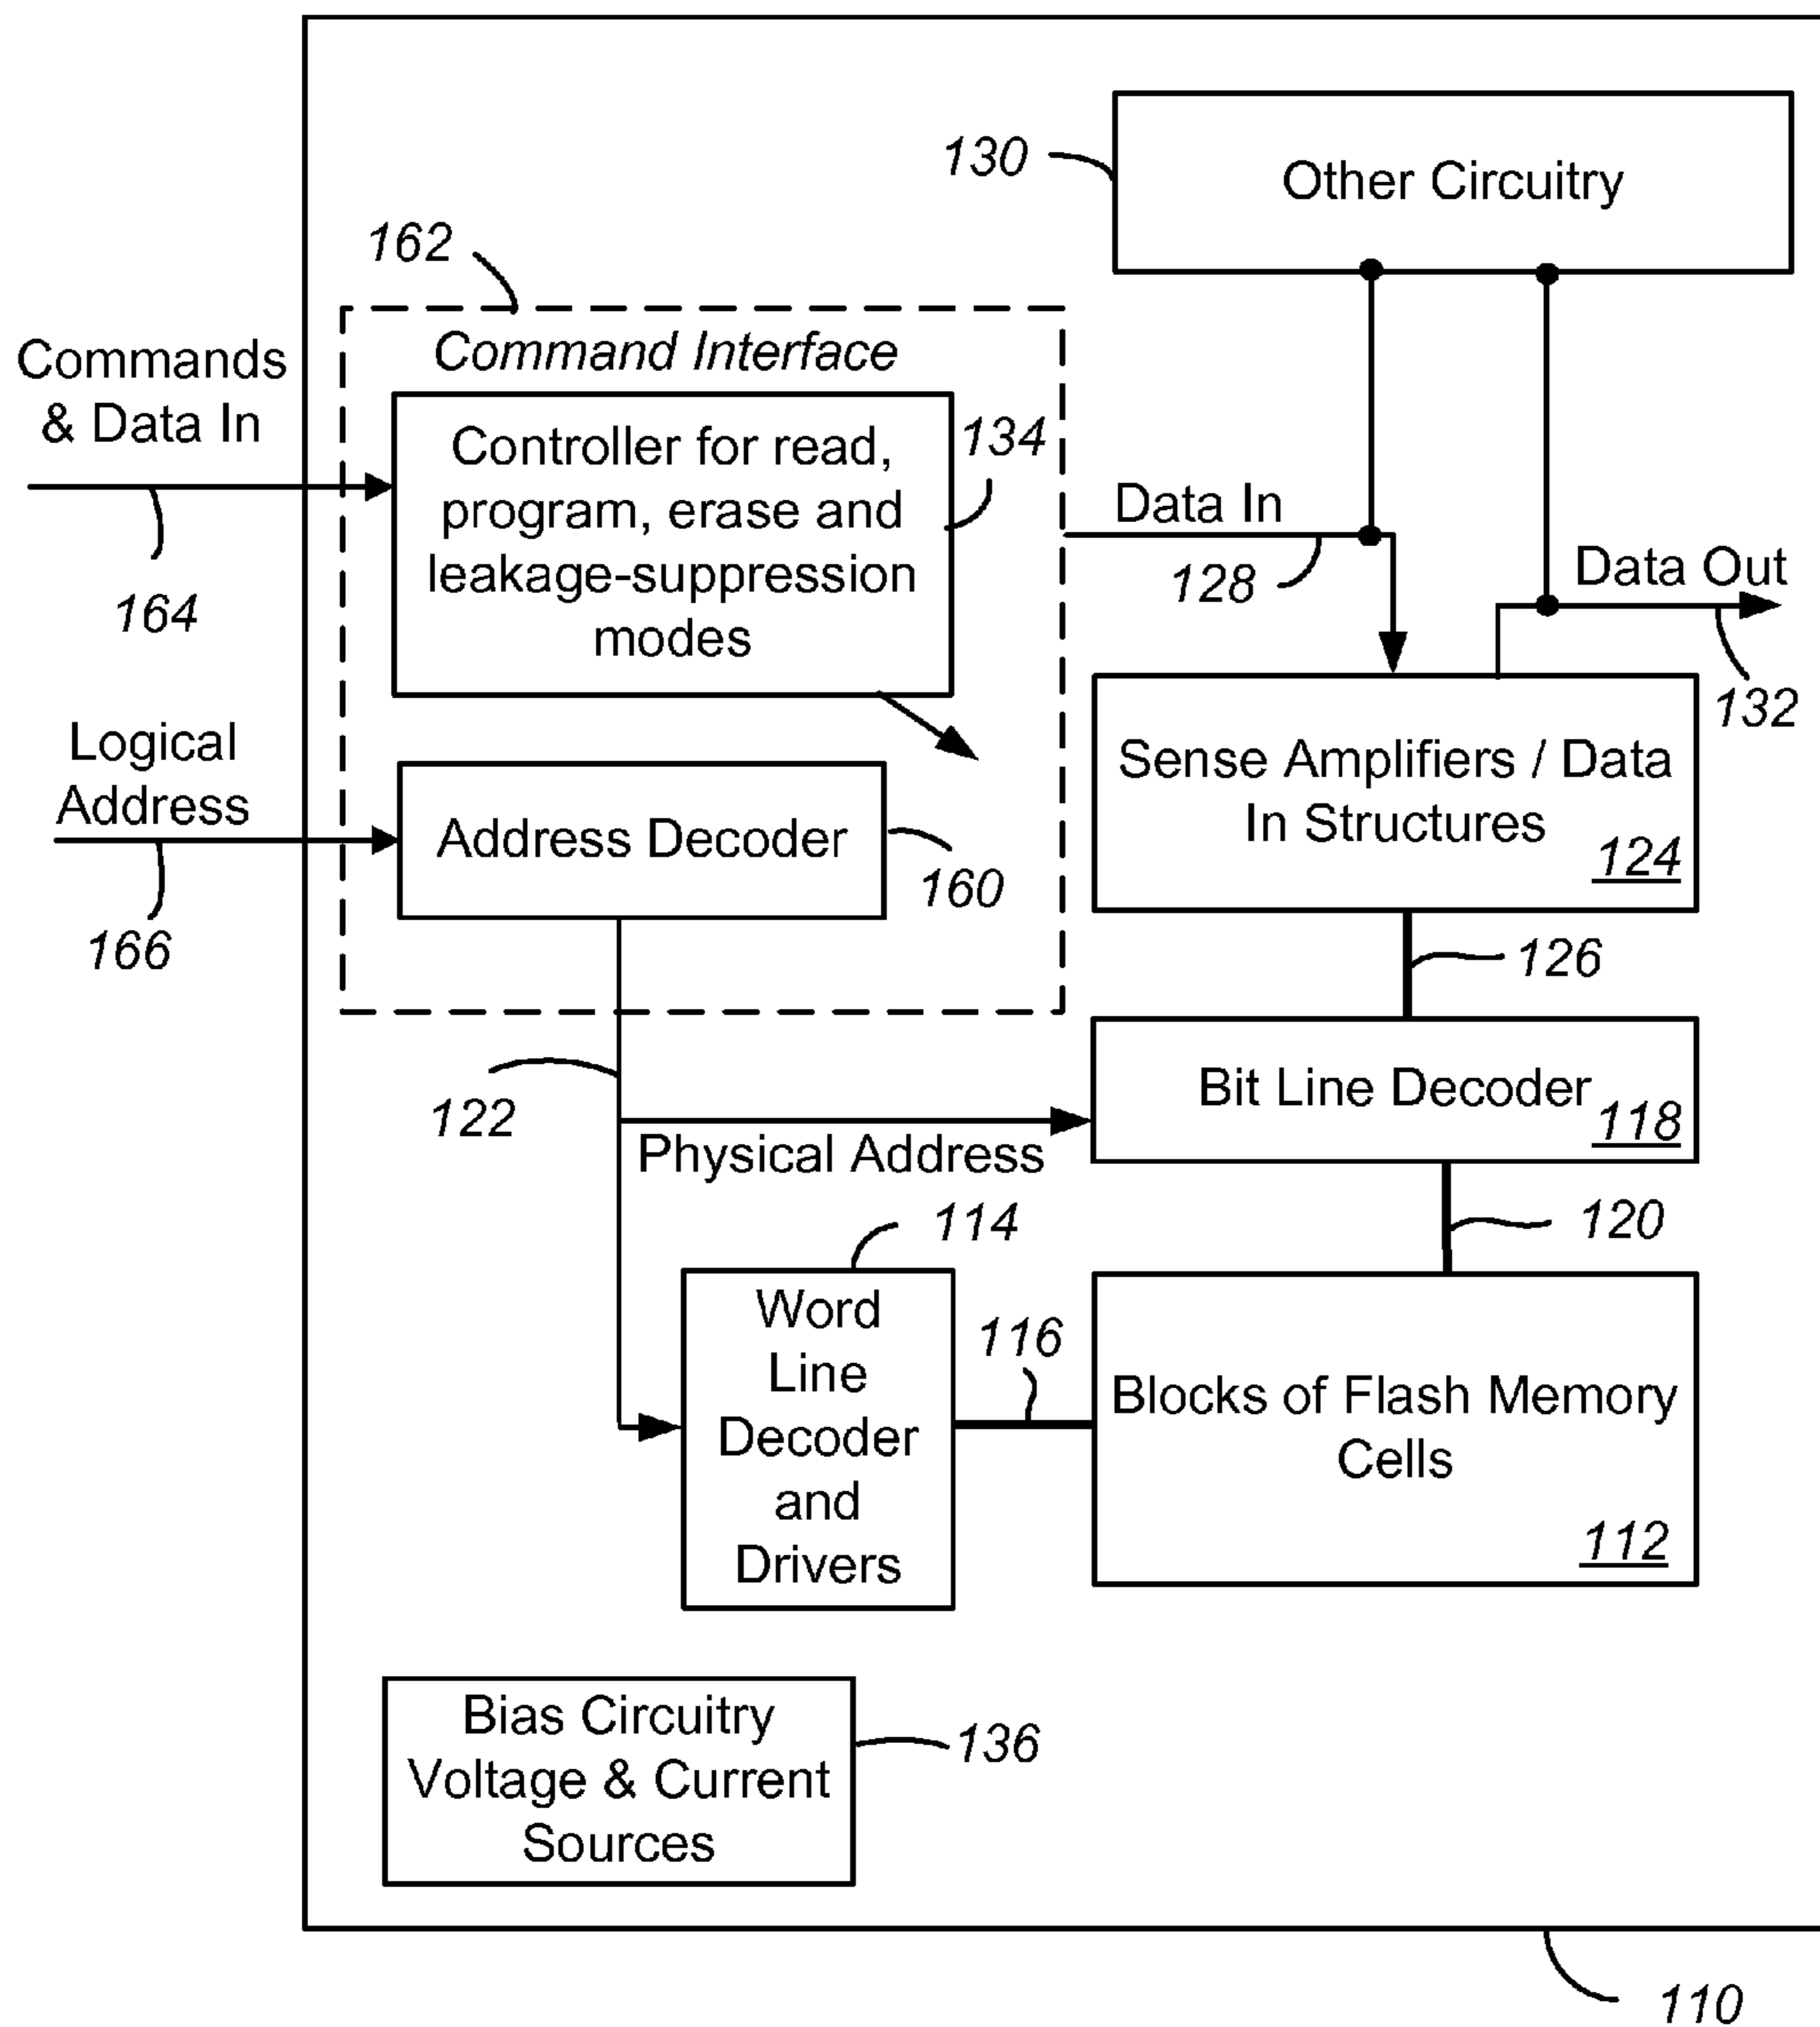 130
Other Circuitry
162
Command Interface
Commands
& Data In
164
Controller for read,
program, erase and
leakage-suppression
modes
134
Data In
128
Data Out
132
Logical
Address
166
Address Decoder
160
Sense Amplifiers / Data
In Structures
124
126
122
Physical Address
Bit Line Decoder
118
120
114
Word
Line
Decoder
and
Drivers
116
Blocks of Flash Memory
Cells
112
Bias Circuitry
Voltage & Current
Sources
136
110